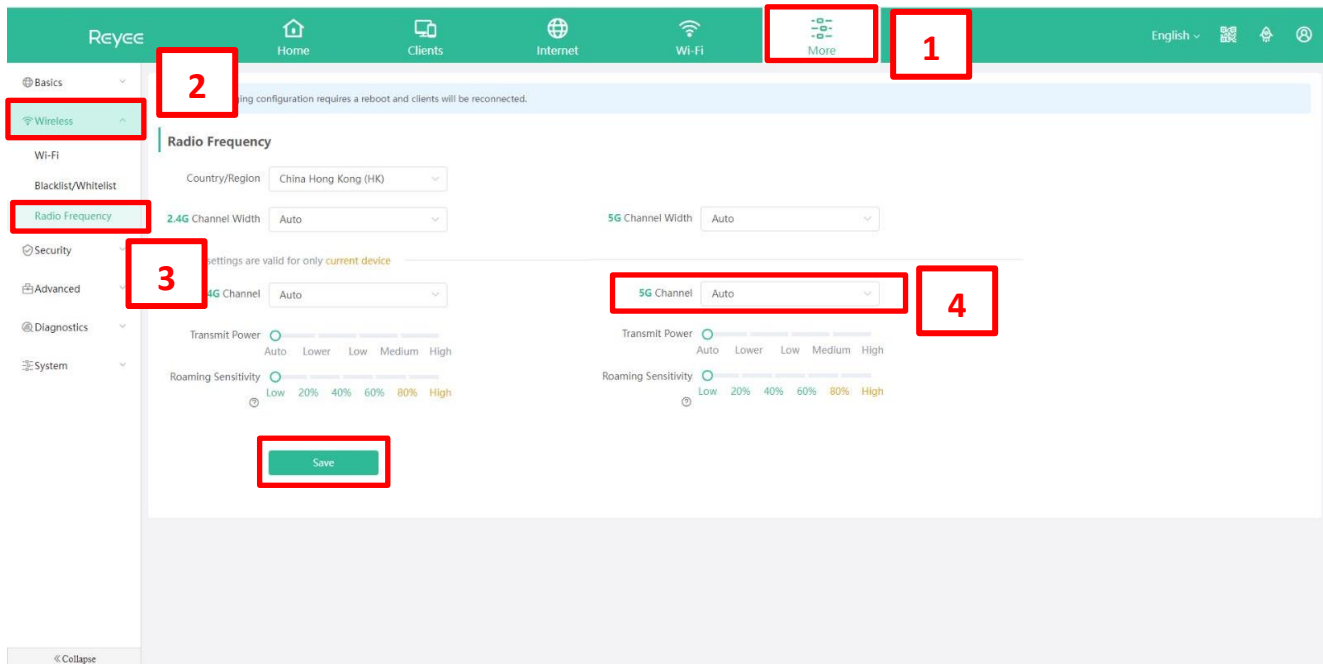 Reyee
Home
Clients
Internet
Wi-Fi
More
1
English
Basics
2
ging configuration requires a reboot and clients will be reconnected.
Wireless
Radio Frequency
Wi-Fi
Country/Region China Hong Kong (HK)
Blacklist/Whitelist
Radio Frequency
2.4G Channel Width Auto
5G Channel Width Auto
Security
3
settings are valid for only current device
Advanced
4G Channel Auto
5G Channel Auto
4
Diagnostics
Transmit Power
Auto Lower Low Medium High
Transmit Power
Auto Lower Low Medium High
System
Roaming Sensitivity
Low 20% 40% 60% 80% High
Roaming Sensitivity
Low 20% 40% 60% 80% High
Save
Collapse